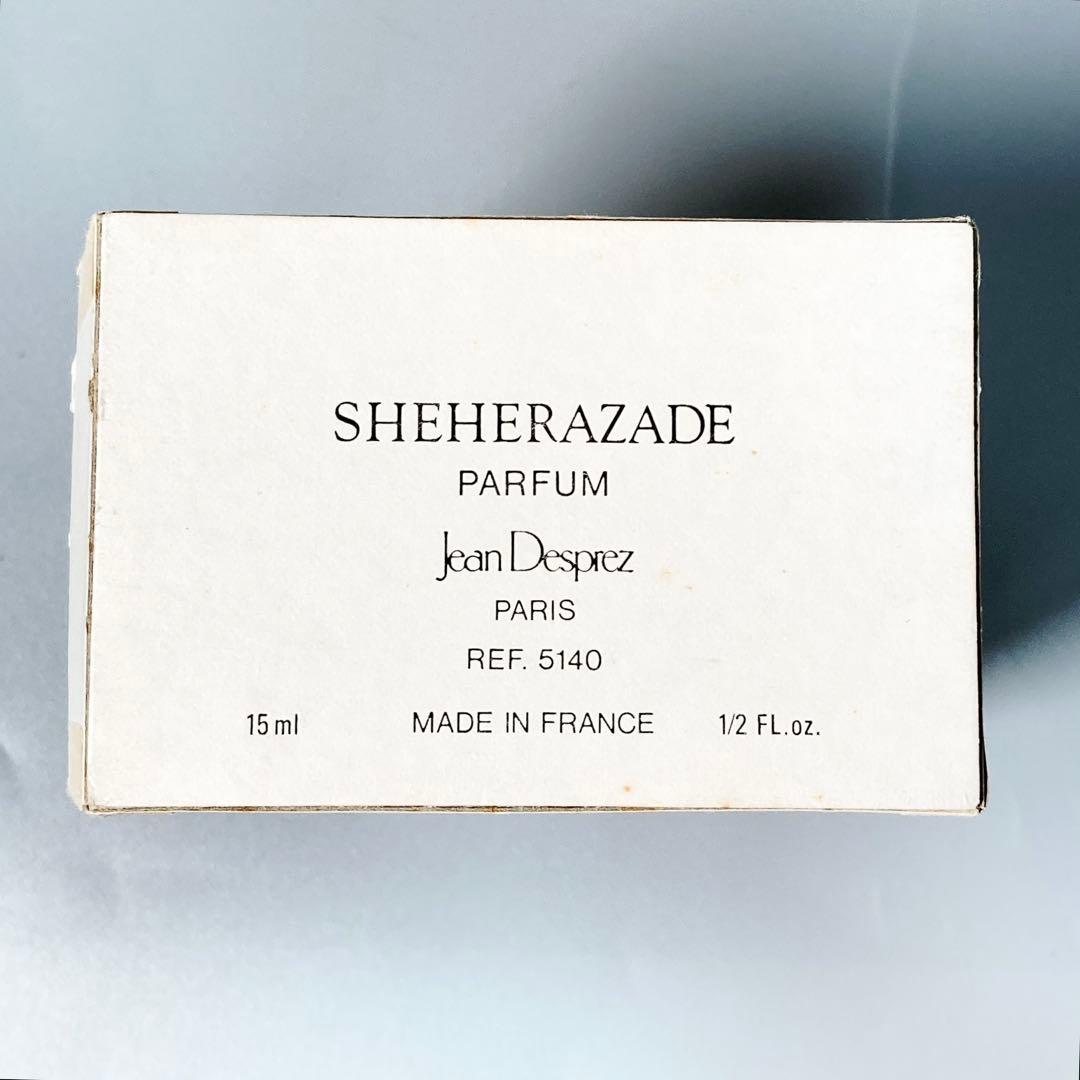 SHEHERAZADE
PARFUM
Jean Desprez
PARIS
REF. 5140
15 ml MADE IN FRANCE 1/2 FL.oz.